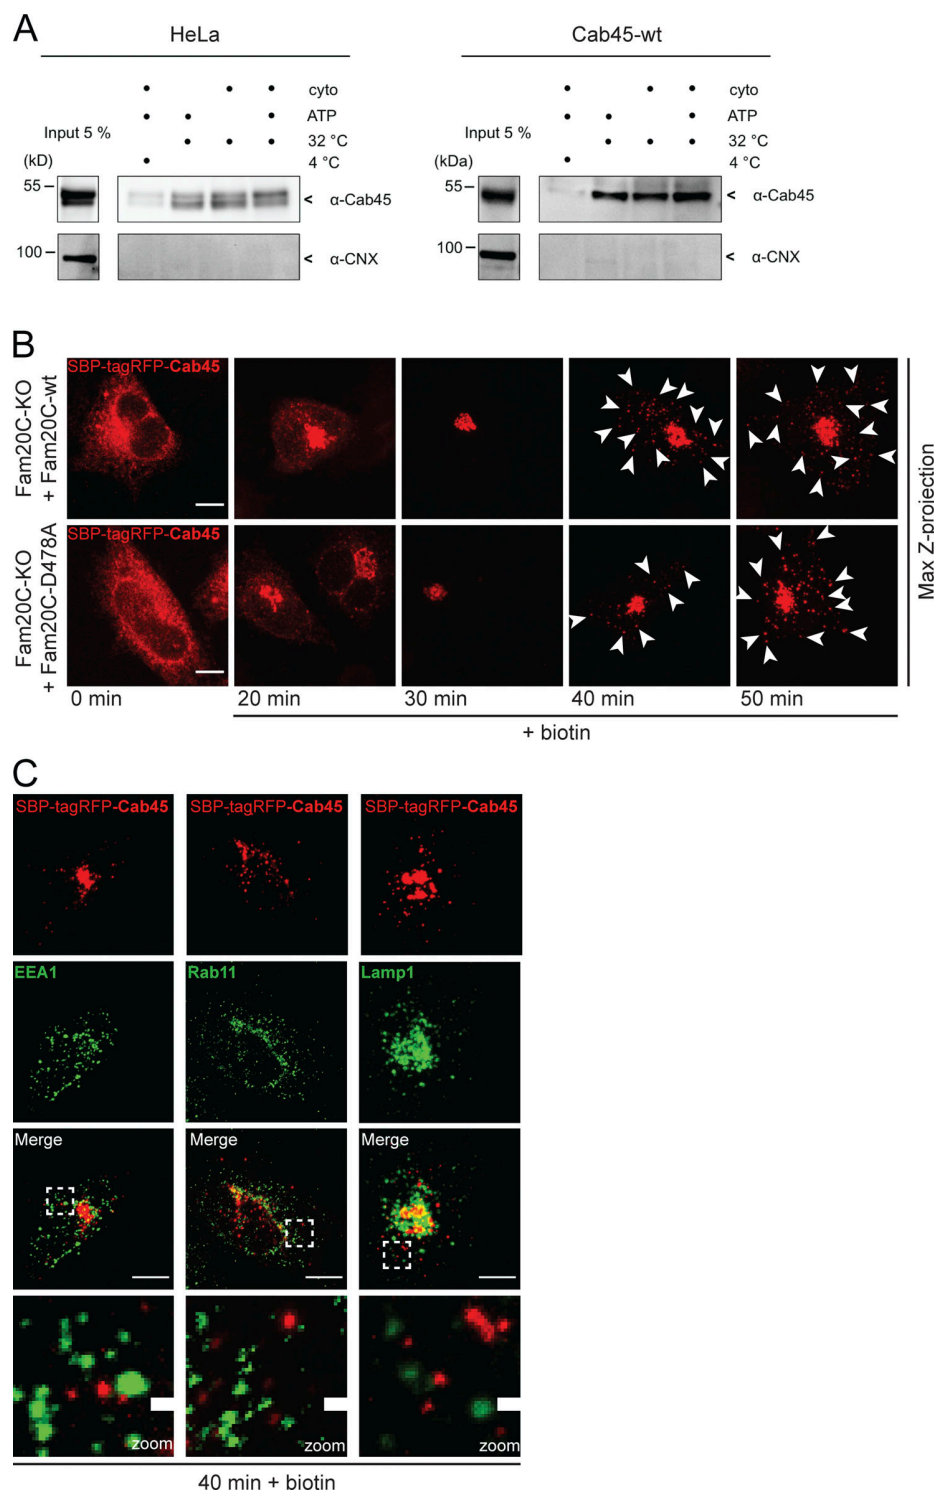 A
HeLa
Cab45-wt
cyto
ATP
Input 5 %
32 °C
(kD)
4 °C
55
< α-Cab45
100
< α-CNX
cyto
ATP
Input 5 %
32 °C
(kDa)
4 °C
55
< α-Cab45
100
< α-CNX
B
Fam20C-KO
+ Fam20C-wt
SBP-tagRFP-Cab45
Fam20C-KO
+ Fam20C-D478A
SBP-tagRFP-Cab45
Max Z-projection
0 min
20 min
30 min
40 min
50 min
+ biotin
C
SBP-tagRFP-Cab45
SBP-tagRFP-Cab45
SBP-tagRFP-Cab45
EEA1
Rab11
Lamp1
Merge
Merge
Merge
zoom
zoom
zoom
40 min + biotin